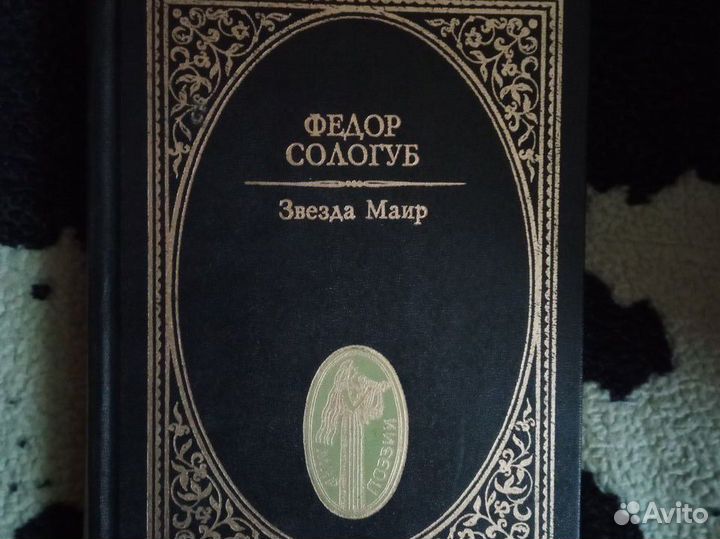 ФЕДОР
СОЛОГУБ
Звезда Маир
МИР ПОЭЗИИ
Avito